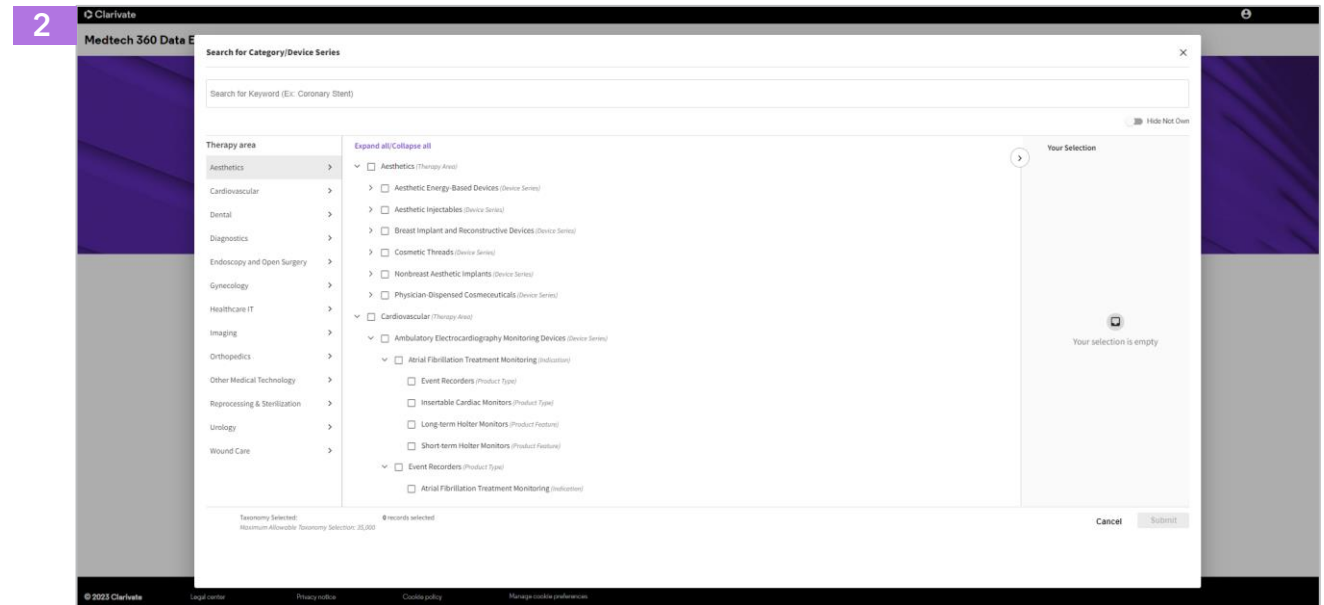 2
Clarivate
Medtech 360 Data E
Search for Category/Device Series
Search for Keyword (Ex: Coronary Stent)
Hide Not Own
Therapy area
Aesthetics
Cardiovascular
Dental
Diagnostics
Endoscopy and Open Surgery
Gynecology
Healthcare IT
Imaging
Orthopedics
Other Medical Technology
Reprocessing & Sterilization
Urology
Wound Care
Expand all/Collapse all
Aesthetics (Therapy Area)
Aesthetic Energy-Based Devices (Device Series)
Aesthetic Injectables (Device Series)
Breast Implant and Reconstructive Devices (Device Series)
Cosmetic Threads (Device Series)
Nonbreast Aesthetic Implants (Device Series)
Physician-Dispensed Cosmeceuticals (Device Series)
Cardiovascular (Therapy Area)
Ambulatory Electrocardiography Monitoring Devices (Device Series)
Atrial Fibrillation Treatment Monitoring (Indication)
Event Recorders (Product Type)
Insertable Cardiac Monitors (Product Type)
Long-term Holter Monitors (Product Feature)
Short-term Holter Monitors (Product Feature)
Event Recorders (Product Type)
Atrial Fibrillation Treatment Monitoring (Indication)
Your Selection
Your selection is empty
Taxonomy Selected: 0 records selected
Maximum Allowable Taxonomy Selection: 35,000
Cancel Submit
© 2023 Clarivate Legal center Privacy notice Cookie policy Manage cookie preferences